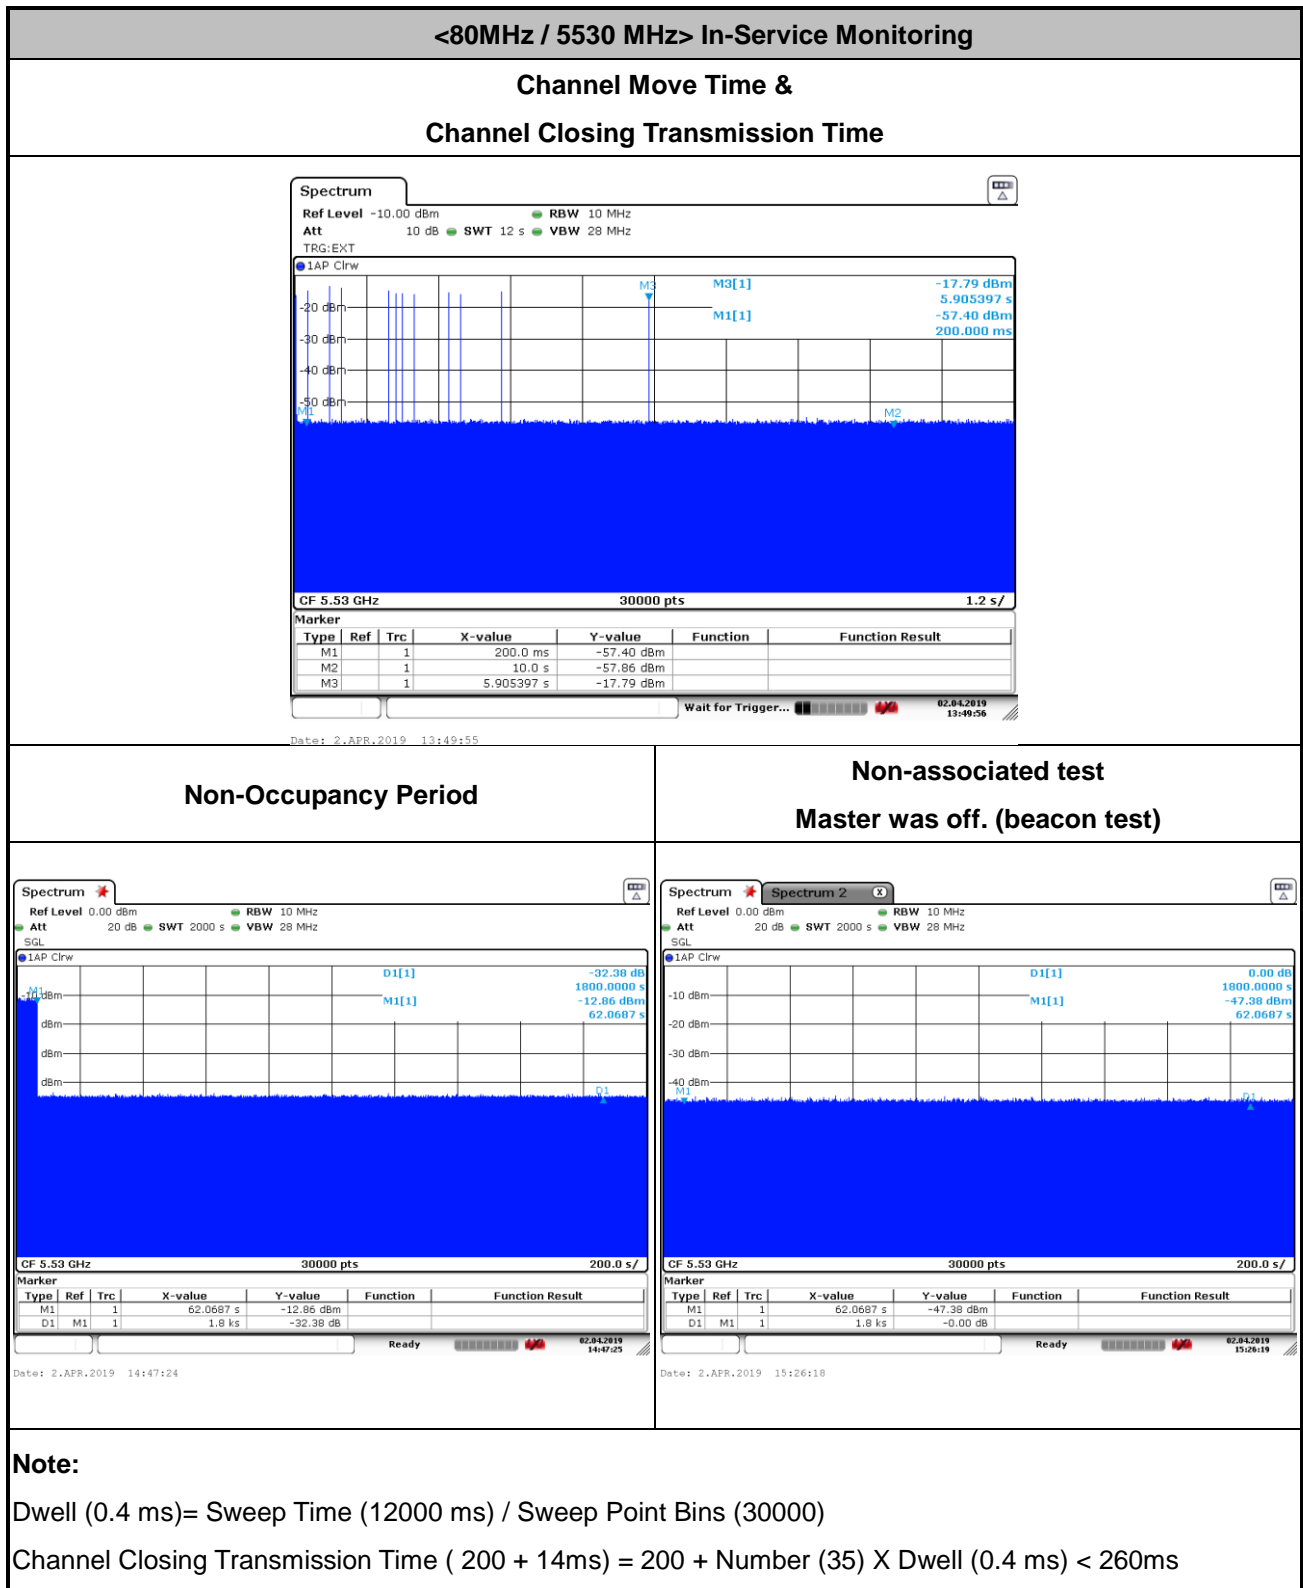 <80MHz / 5530 MHz> In-Service Monitoring
Channel Move Time &
Channel Closing Transmission Time
Spectrum
Ref Level -10.00 dBm RBW 10 MHz
Att 10 dB SWT 12 s VBW 28 MHz
TRG:EXT
1AP Clrw
M3 M3[1] -17.79 dBm
5.905397 s
-20 dBm
M1[1] -57.40 dBm
200.000 ms
-30 dBm
-40 dBm
-50 dBm
M1 M2
CF 5.53 GHz 30000 pts 1.2 s/
Marker
Type Ref Trc X-value Y-value Function Function Result
M1 1 200.0 ms -57.40 dBm
M2 1 10.0 s -57.86 dBm
M3 1 5.905397 s -17.79 dBm
Wait for Trigger... 02.04.2019
13:49:56
Date: 2.APR.2019 13:49:55
Non-Occupancy Period
Non-associated test
Master was off. (beacon test)
Spectrum
Ref Level 0.00 dBm RBW 10 MHz
Att 20 dB SWT 2000 s VBW 28 MHz
SGL
1AP Clrw
D1[1] -32.38 dB
1800.0000 s
M1
-10 dBm M1[1] -12.86 dBm
62.0687 s
dBm
dBm
dBm
D1
CF 5.53 GHz 30000 pts 200.0 s/
Marker
Type Ref Trc X-value Y-value Function Function Result
M1 1 62.0687 s -12.86 dBm
D1 M1 1 1.8 ks -32.38 dB
Ready 02.04.2019
14:47:25
Date: 2.APR.2019 14:47:24
Spectrum Spectrum 2 X
Ref Level 0.00 dBm RBW 10 MHz
Att 20 dB SWT 2000 s VBW 28 MHz
SGL
1AP Clrw
D1[1] 0.00 dB
1800.0000 s
-10 dBm M1[1] -47.38 dBm
62.0687 s
-20 dBm
-30 dBm
-40 dBm
M1 D1
CF 5.53 GHz 30000 pts 200.0 s/
Marker
Type Ref Trc X-value Y-value Function Function Result
M1 1 62.0687 s -47.38 dBm
D1 M1 1 1.8 ks -0.00 dB
Ready 02.04.2019
15:26:19
Date: 2.APR.2019 15:26:18
Note:
Dwell (0.4 ms)= Sweep Time (12000 ms) / Sweep Point Bins (30000)
Channel Closing Transmission Time ( 200 + 14ms) = 200 + Number (35) X Dwell (0.4 ms) < 260ms